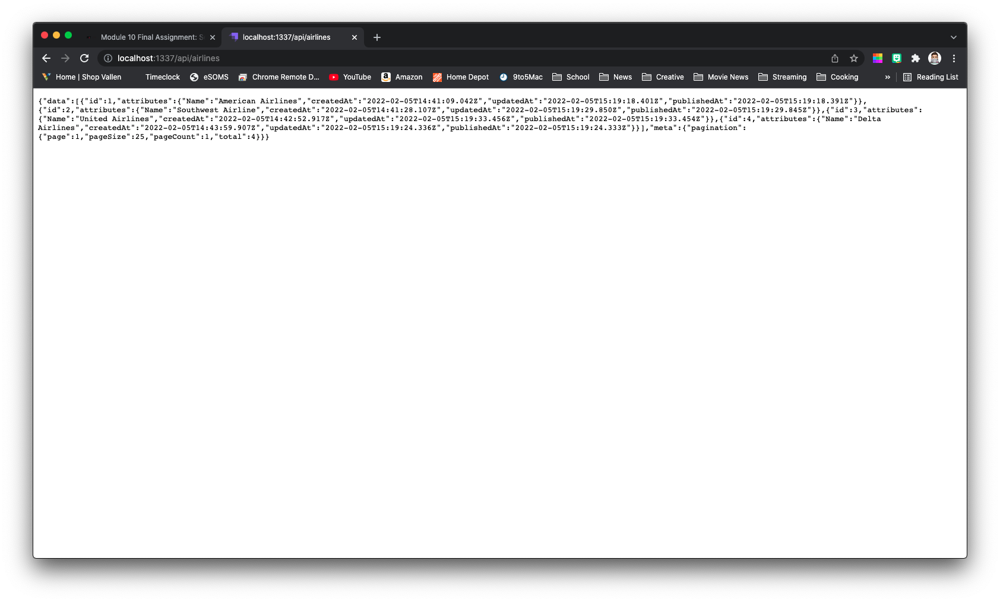 Module 10 Final Assignment: S
localhost:1337/api/airlines
localhost:1337/api/airlines
Home | Shop Vallen Timeclock eSOMS Chrome Remote D... YouTube Amazon Home Depot 9to5Mac School News Creative Movie News Streaming Cooking » Reading List
{"data":[{"id":1,"attributes":{"Name":"American Airlines","createdAt":"2022-02-05T14:41:09.042Z","updatedAt":"2022-02-05T15:19:18.401Z","publishedAt":"2022-02-05T15:19:18.391Z"}},
{"id":2,"attributes":{"Name":"Southwest Airline","createdAt":"2022-02-05T14:41:28.107Z","updatedAt":"2022-02-05T15:19:29.850Z","publishedAt":"2022-02-05T15:19:29.845Z"}},{"id":3,"attributes":
{"Name":"United Airlines","createdAt":"2022-02-05T14:42:52.917Z","updatedAt":"2022-02-05T15:19:33.456Z","publishedAt":"2022-02-05T15:19:33.454Z"}},{"id":4,"attributes":{"Name":"Delta
Airlines","createdAt":"2022-02-05T14:43:59.907Z","updatedAt":"2022-02-05T15:19:24.336Z","publishedAt":"2022-02-05T15:19:24.333Z"}}],"meta":{"pagination":
{"page":1,"pageSize":25,"pageCount":1,"total":4}}}